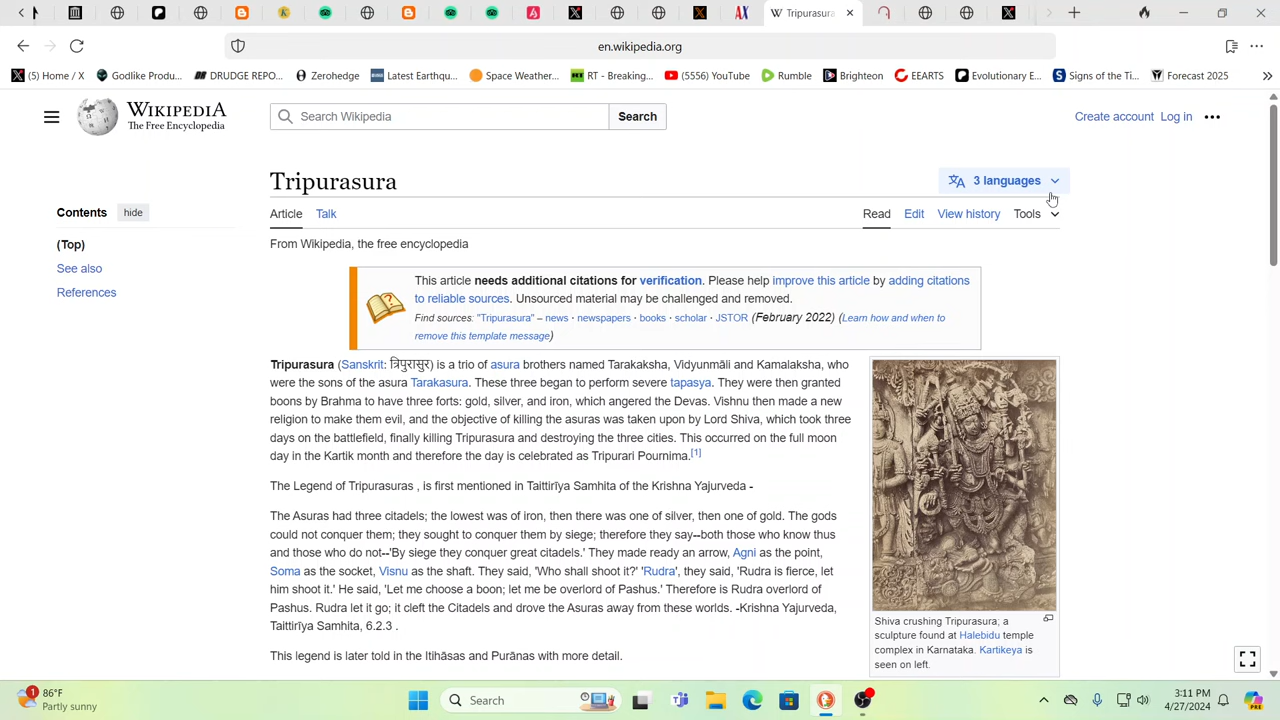 Tripurasura
en.wikipedia.org
(5) Home / X
Godlike Produ...
DRUDGE REPO...
Zerohedge
Latest Earthqu...
Space Weather...
RT - Breaking...
(5556) YouTube
Rumble
Brighteon
EEARTS
Evolutionary E...
Signs of the Ti...
Forecast 2025
WIKIPEDIA
The Free Encyclopedia
Search Wikipedia
Search
Create account Log in
Tripurasura
3 languages
Contents hide
(Top)
See also
References
Article Talk
Read Edit View history Tools
From Wikipedia, the free encyclopedia
This article needs additional citations for verification. Please help improve this article by adding citations
to reliable sources. Unsourced material may be challenged and removed.
Find sources: "Tripurasura" – news · newspapers · books · scholar · JSTOR (February 2022) (Learn how and when to
remove this template message)
Tripurasura (Sanskrit: त्रिपुरासुर) is a trio of asura brothers named Tarakaksha, Vidyunmāli and Kamalaksha, who
were the sons of the asura Tarakasura. These three began to perform severe tapasya. They were then granted
boons by Brahma to have three forts: gold, silver, and iron, which angered the Devas. Vishnu then made a new
religion to make them evil, and the objective of killing the asuras was taken upon by Lord Shiva, which took three
days on the battlefield, finally killing Tripurasura and destroying the three cities. This occurred on the full moon
day in the Kartik month and therefore the day is celebrated as Tripurari Pournima.[1]
The Legend of Tripurasuras , is first mentioned in Taittirīya Samhita of the Krishna Yajurveda -
The Asuras had three citadels; the lowest was of iron, then there was one of silver, then one of gold. The gods
could not conquer them; they sought to conquer them by siege; therefore they say--both those who know thus
and those who do not--'By siege they conquer great citadels.' They made ready an arrow, Agni as the point,
Soma as the socket, Visnu as the shaft. They said, 'Who shall shoot it?' 'Rudra', they said, 'Rudra is fierce, let
him shoot it.' He said, 'Let me choose a boon; let me be overlord of Pashus.' Therefore is Rudra overlord of
Pashus. Rudra let it go; it cleft the Citadels and drove the Asuras away from these worlds. -Krishna Yajurveda,
Taittirīya Samhita, 6.2.3 .
This legend is later told in the Itihāsas and Purānas with more detail.
Shiva crushing Tripurasura; a
sculpture found at Halebidu temple
complex in Karnataka. Kartikeya is
seen on left.
1
86°F
Partly sunny
Search
3:11 PM
4/27/2024